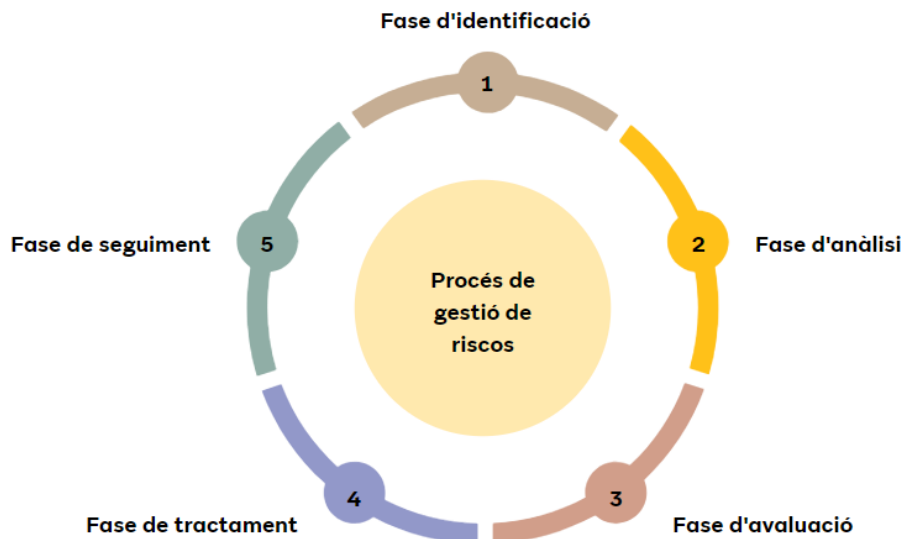 Fase d'identificació
1
Fase de seguiment
5
2
Fase d'anàlisi
Procés de
gestió de
riscos
4
3
Fase de tractament
Fase d'avaluació